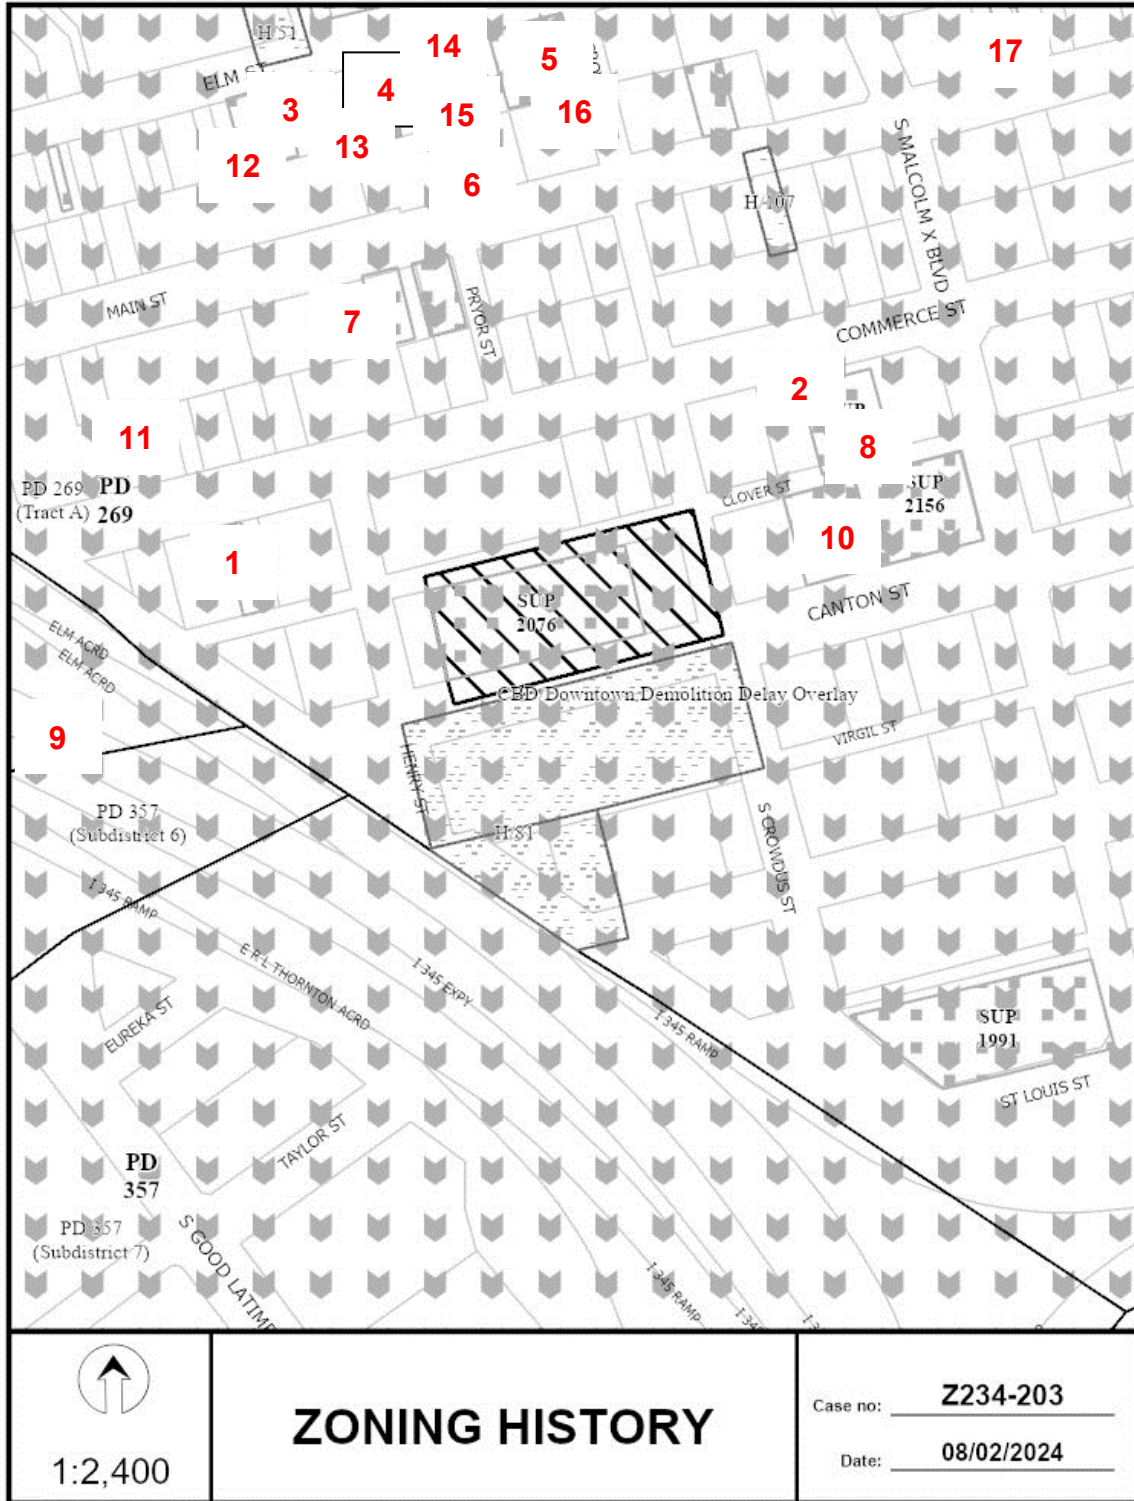 H/51
14
5
17
ELM ST
4
3
15
16
13
12
6
S MALCOLM X BLVD
H/107
MAIN ST
PRYOR ST
7
COMMERCE ST
2
11
8
PD 269
(Tract A)
PD
269
CLOVER ST
SUP
2156
10
1
SUP
2076
CANTON ST
ELM ACRD
ELM ACRD
CBD Downtown Demolition Delay Overlay
9
VIRGIL ST
HENRY ST
PD 357
(Subdistrict 6)
H/81
S CROWDUS ST
I 345 RAMP
E R L THORNTON ACRD
I 345 EXPY
EUREKA ST
I 345 RAMP
SUP
1991
ST LOUIS ST
TAYLOR ST
PD
357
PD 357
(Subdistrict 7)
S GOOD LATIM
I 345 RAMP
1:2,400
ZONING HISTORY
Case no: Z234-203
Date: 08/02/2024